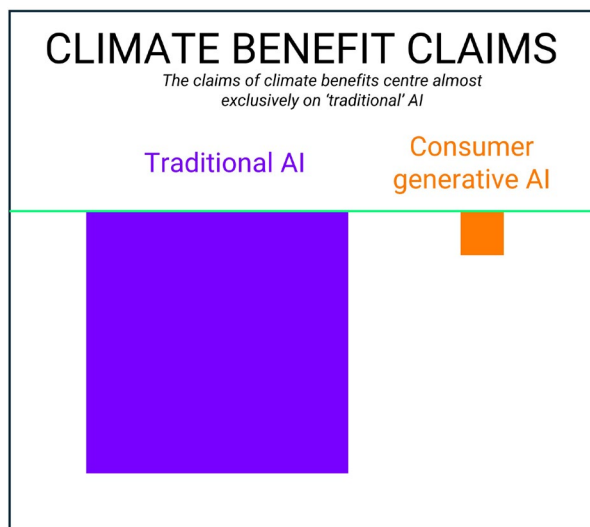 CLIMATE BENEFIT CLAIMS
The claims of climate benefits centre almost
exclusively on ‘traditional’ AI
Traditional AI
Consumer
generative AI